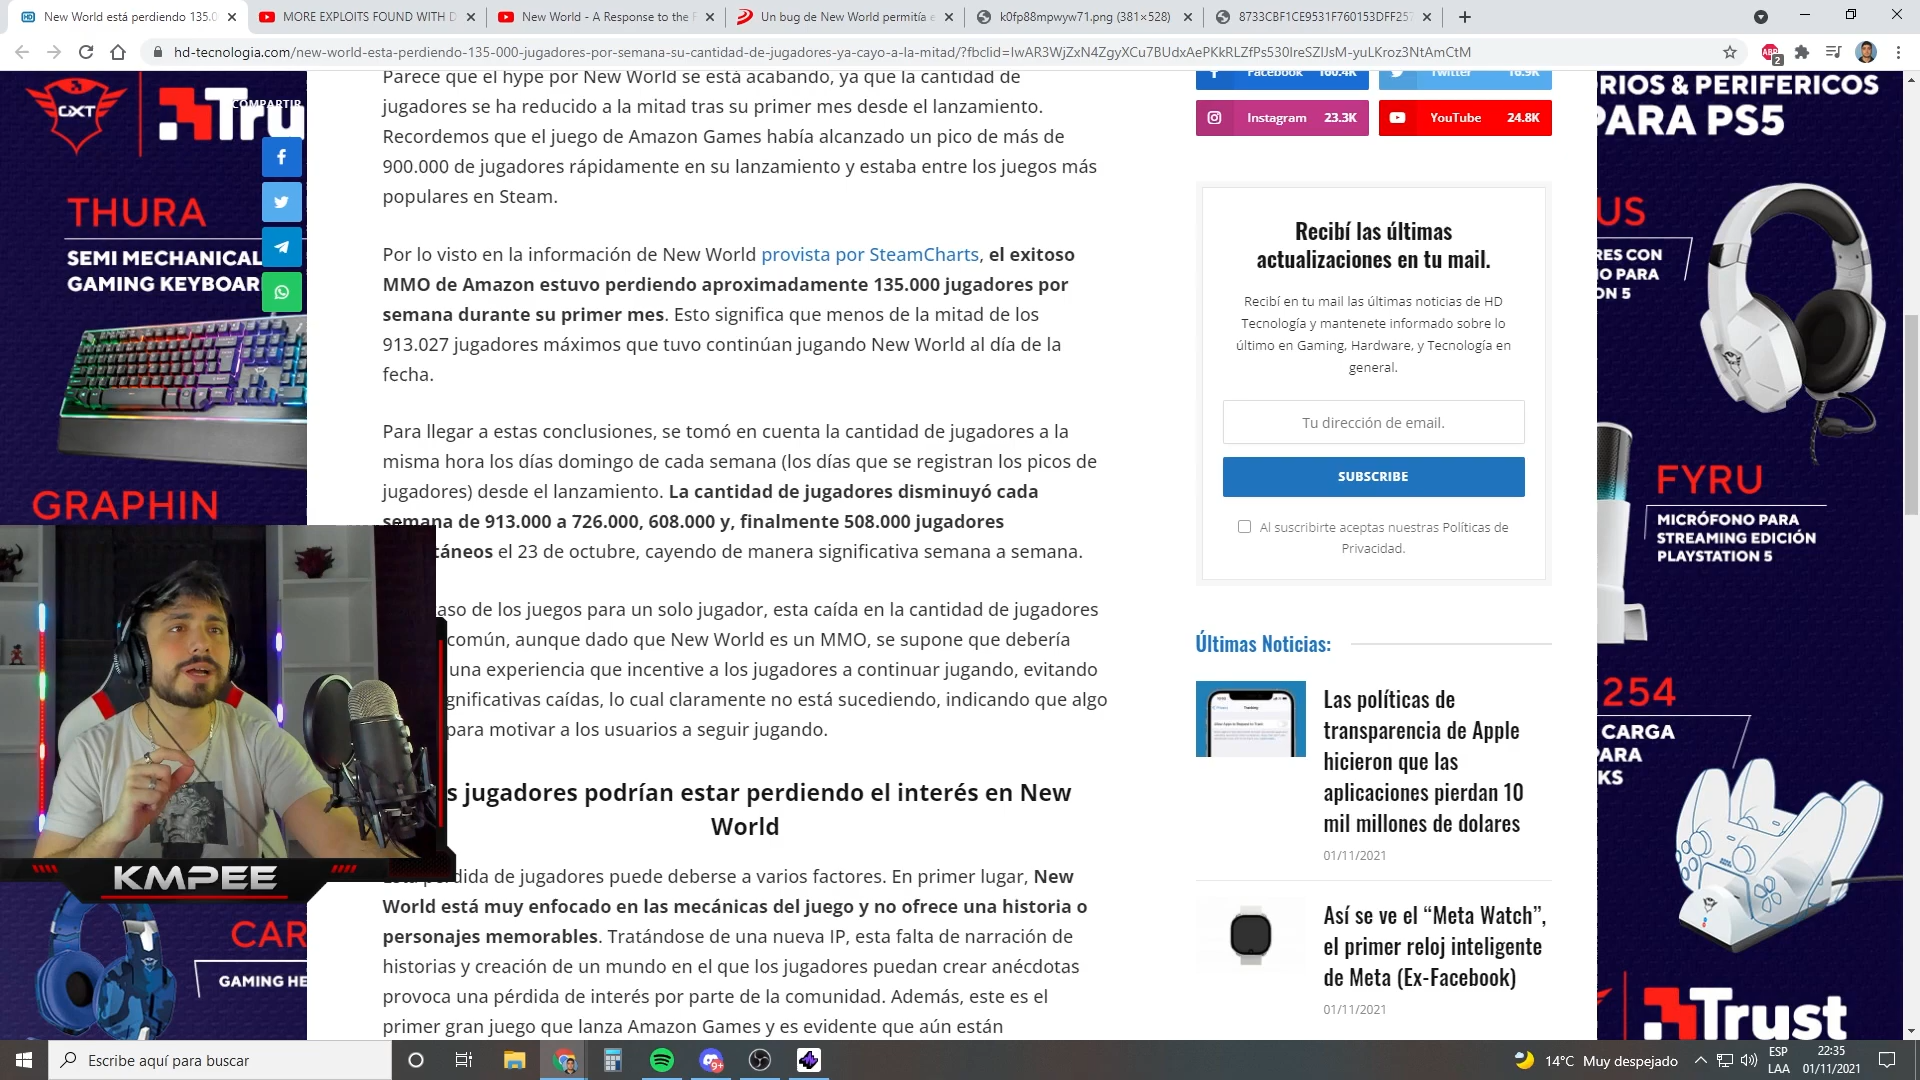 New World está perdiendo 135.0
MORE EXPLOITS FOUND WITH D
New World - A Response to the F
Un bug de New World permitía e
k0fp88mpwyw71.png (381×528)
8733CBF1CE9531F760153DFF257
hd-tecnologia.com/new-world-esta-perdiendo-135-000-jugadores-por-semana-su-cantidad-de-jugadores-ya-cayo-a-la-mitad/?fbclid=IwAR3WjZxN4ZgyXCu7BUdxAePKkRLZfPs530IreSZIJsM-yuLKroz3NtAmCtM
ABP
2
GXT
Tru
COMPARTIR
THURA
SEMI MECHANICAL
GAMING KEYBOAR
GRAPHIN
CAR
GAMING HE
KMPEE
Parece que el hype por New World se está acabando, ya que la cantidad de
jugadores se ha reducido a la mitad tras su primer mes desde el lanzamiento.
Recordemos que el juego de Amazon Games había alcanzado un pico de más de
900.000 de jugadores rápidamente en su lanzamiento y estaba entre los juegos más
populares en Steam.
Por lo visto en la información de New World provista por SteamCharts, el exitoso
MMO de Amazon estuvo perdiendo aproximadamente 135.000 jugadores por
semana durante su primer mes. Esto significa que menos de la mitad de los
913.027 jugadores máximos que tuvo continúan jugando New World al día de la
fecha.
Para llegar a estas conclusiones, se tomó en cuenta la cantidad de jugadores a la
misma hora los días domingo de cada semana (los días que se registran los picos de
jugadores) desde el lanzamiento. La cantidad de jugadores disminuyó cada
semana de 913.000 a 726.000, 608.000 y, finalmente 508.000 jugadores
táneos el 23 de octubre, cayendo de manera significativa semana a semana.
aso de los juegos para un solo jugador, esta caída en la cantidad de jugadores
común, aunque dado que New World es un MMO, se supone que debería
una experiencia que incentive a los jugadores a continuar jugando, evitando
gnificativas caídas, lo cual claramente no está sucediendo, indicando que algo
para motivar a los usuarios a seguir jugando.
s jugadores podrían estar perdiendo el interés en New
World
Esta pérdida de jugadores puede deberse a varios factores. En primer lugar, New
World está muy enfocado en las mecánicas del juego y no ofrece una historia o
personajes memorables. Tratándose de una nueva IP, esta falta de narración de
historias y creación de un mundo en el que los jugadores puedan crear anécdotas
provoca una pérdida de interés por parte de la comunidad. Además, este es el
primer gran juego que lanza Amazon Games y es evidente que aún están
Facebook 160.4K
Twitter 16.9K
Instagram 23.3K
YouTube 24.8K
Recibí las últimas
actualizaciones en tu mail.
Recibí en tu mail las últimas noticias de HD
Tecnología y mantenete informado sobre lo
último en Gaming, Hardware, y Tecnología en
general.
Tu dirección de email.
SUBSCRIBE
Al suscribirte aceptas nuestras Políticas de
Privacidad.
Últimas Noticias:
Las políticas de
transparencia de Apple
hicieron que las
aplicaciones pierdan 10
mil millones de dolares
01/11/2021
Así se ve el “Meta Watch”,
el primer reloj inteligente
de Meta (Ex-Facebook)
01/11/2021
RIOS & PERIFERICOS
PARA PS5
US
RES CON
O PARA
ON 5
FYRU
MICRÓFONO PARA
STREAMING EDICIÓN
PLAYSTATION 5
254
CARGA
PARA
KS
Trust
Escribe aquí para buscar
9+
14°C Muy despejado
ESP
LAA
22:35
01/11/2021